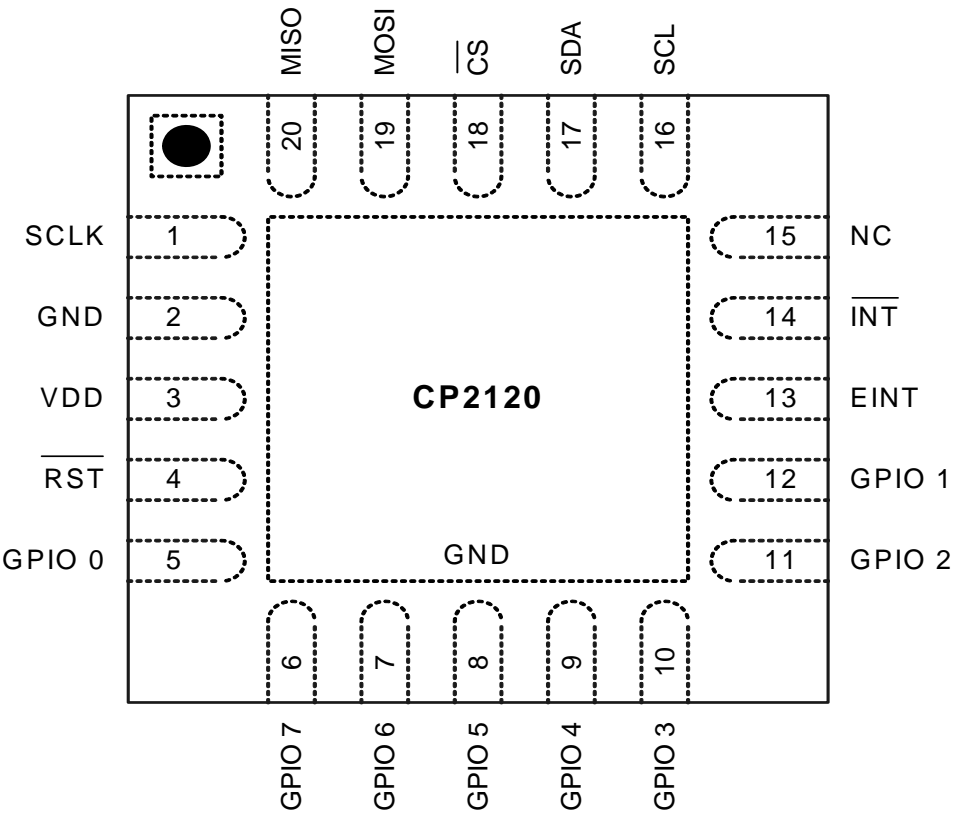 MISO
MOSI
CS
SDA
SCL
20
19
18
17
16
SCLK
1
15
NC
GND
2
14
INT
VDD
3
CP2120
13
EINT
RST
4
12
GPIO 1
GPIO 0
5
GND
11
GPIO 2
6
7
8
9
10
GPIO 7
GPIO 6
GPIO 5
GPIO 4
GPIO 3